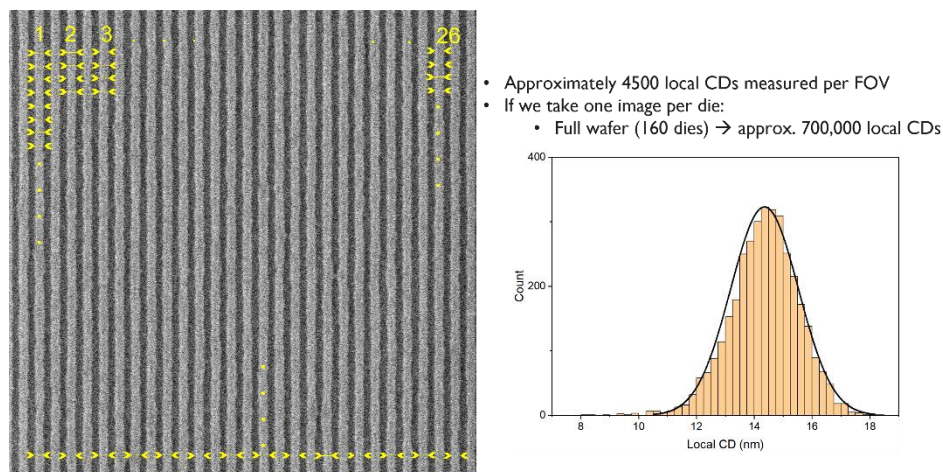 1 2 3 26
• Approximately 4500 local CDs measured per FOV
• If we take one image per die:
• Full wafer (160 dies) → approx. 700,000 local CDs
400
200
0
Count
8 10 12 14 16 18
Local CD (nm)